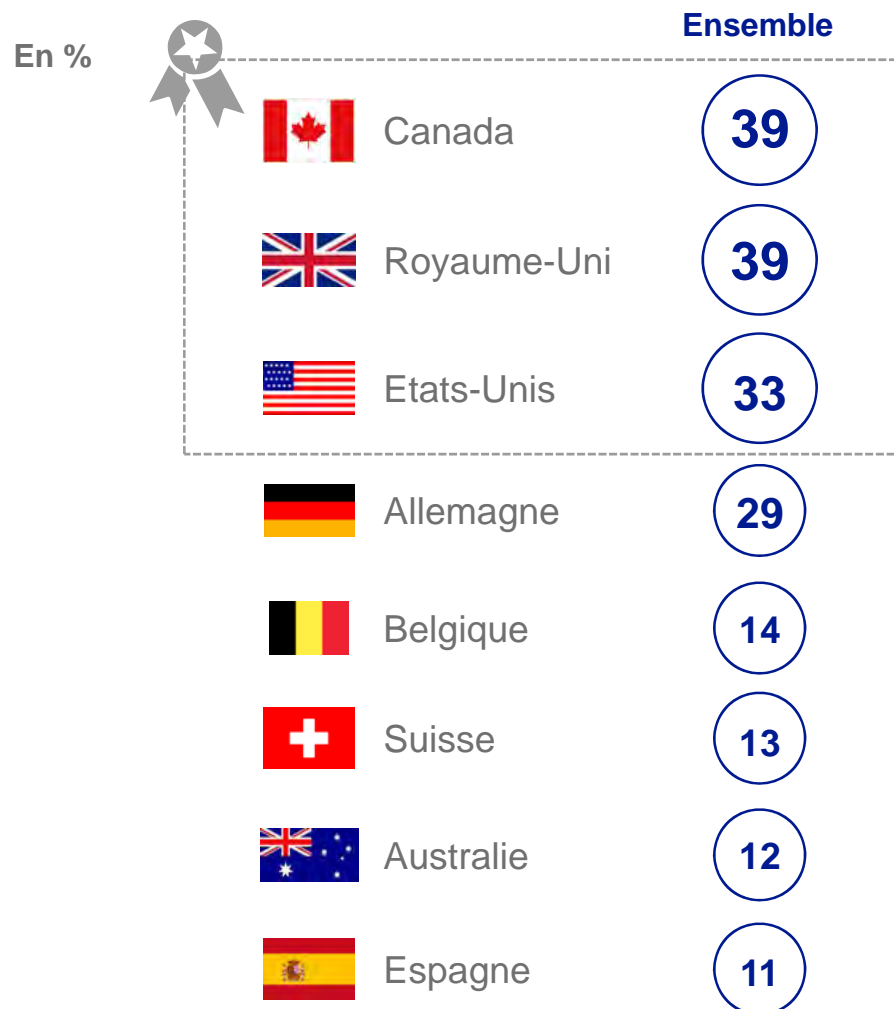 Ensemble
En %
Canada 39
Royaume-Uni 39
Etats-Unis 33
Allemagne 29
Belgique 14
Suisse 13
Australie 12
Espagne 11